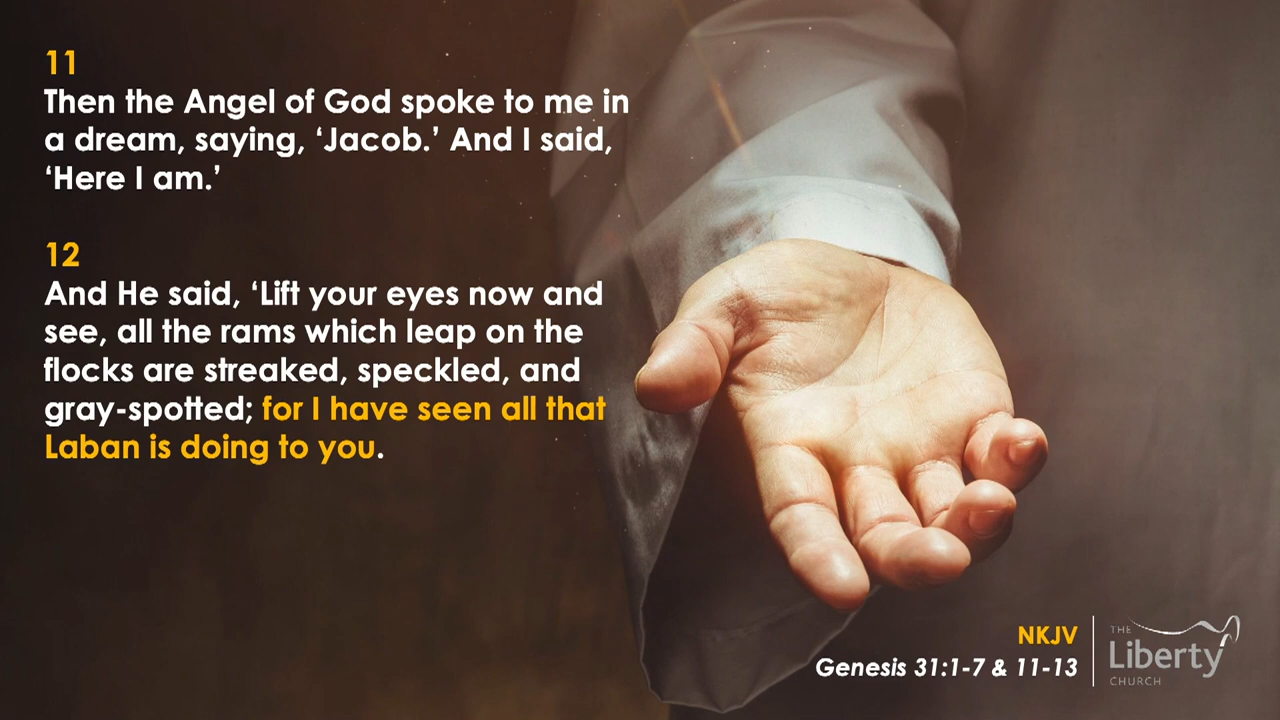 11
Then the Angel of God spoke to me in
a dream, saying, ‘Jacob.’ And I said,
‘Here I am.’
12
And He said, ‘Lift your eyes now and
see, all the rams which leap on the
flocks are streaked, speckled, and
gray-spotted; for I have seen all that
Laban is doing to you.
NKJV
Genesis 31:1-7 & 11-13
THE
Liberty
CHURCH